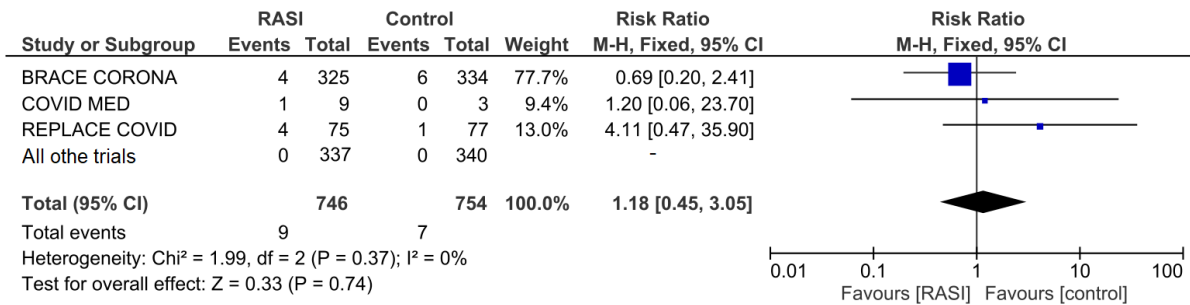 RASI Control Risk Ratio Risk Ratio
Study or Subgroup Events Total Events Total Weight M-H, Fixed, 95% CI M-H, Fixed, 95% CI
BRACE CORONA 4 325 6 334 77.7% 0.69 [0.20, 2.41]
COVID MED 1 9 0 3 9.4% 1.20 [0.06, 23.70]
REPLACE COVID 4 75 1 77 13.0% 4.11 [0.47, 35.90]
All othe trials 0 337 0 340 -
Total (95% CI) 746 754 100.0% 1.18 [0.45, 3.05]
Total events 9 7
Heterogeneity: Chi² = 1.99, df = 2 (P = 0.37); I² = 0%
Test for overall effect: Z = 0.33 (P = 0.74)
0.01 0.1 1 10 100
Favours [RASI] Favours [control]